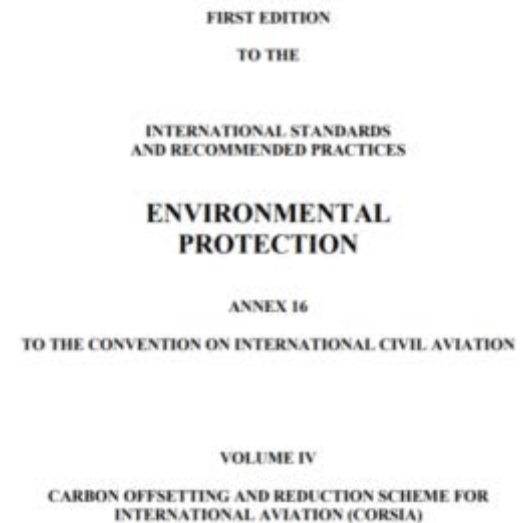 FIRST EDITION
TO THE
INTERNATIONAL STANDARDS
AND RECOMMENDED PRACTICES
ENVIRONMENTAL
PROTECTION
ANNEX 16
TO THE CONVENTION ON INTERNATIONAL CIVIL AVIATION
VOLUME IV
CARBON OFFSETTING AND REDUCTION SCHEME FOR
INTERNATIONAL AVIATION (CORSIA)